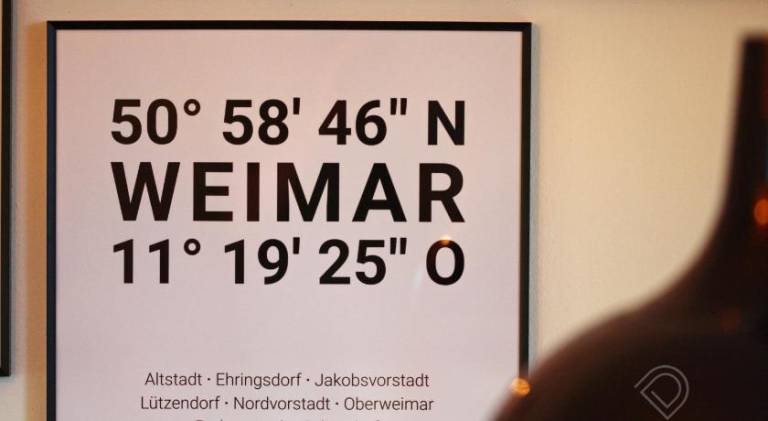 50° 58' 46" N
WEIMAR
11° 19' 25" O
Altstadt · Ehringsdorf · Jakobsvorstadt
Lützendorf · Nordvorstadt · Oberweimar